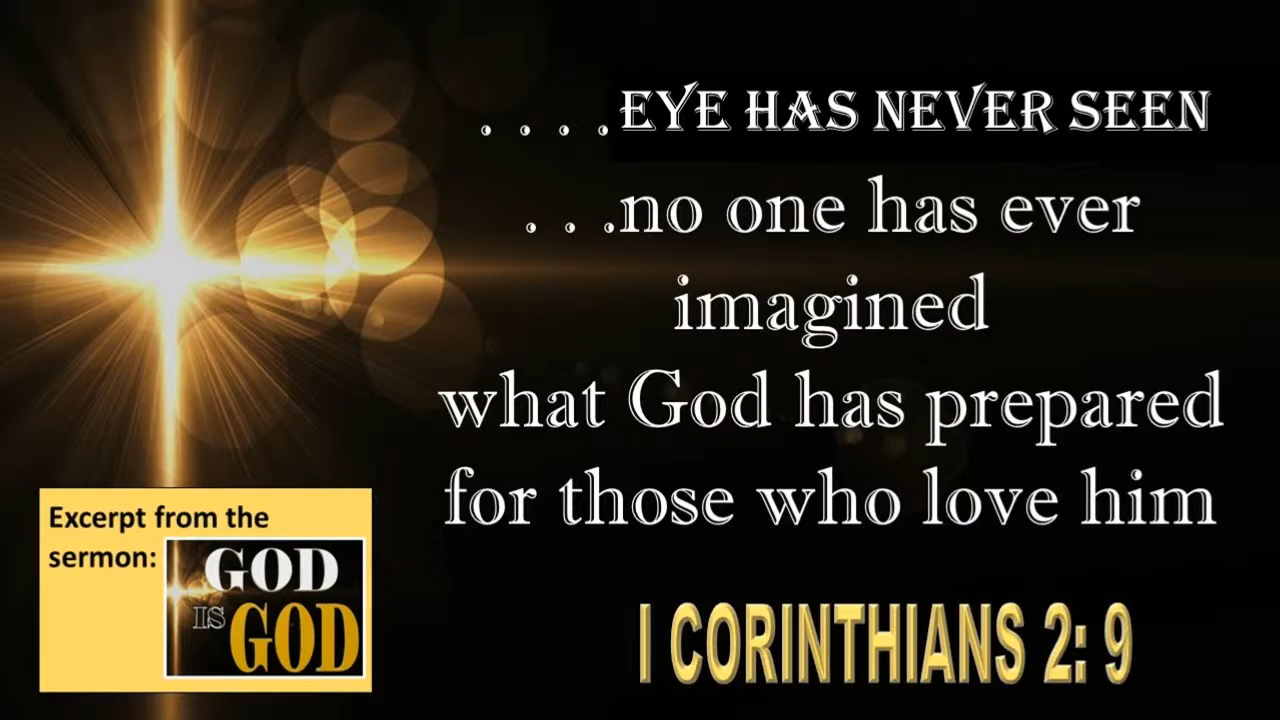 . . . .EYE HAS NEVER SEEN
. . .no one has ever
imagined
what God has prepared
for those who love him
Excerpt from the
sermon:
GOD
IS GOD
I CORINTHIANS 2: 9